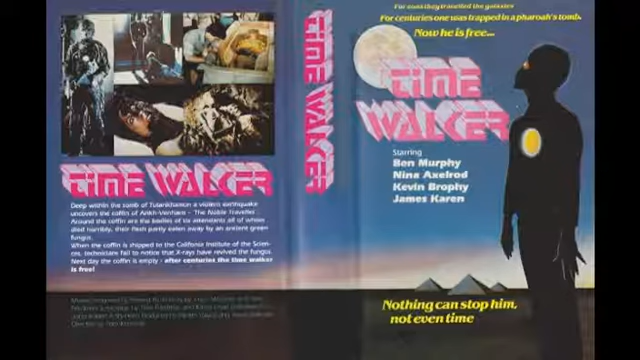 TIME WALKER
Deep within the tomb of Tutankhamon a violent earthquake
uncovers the coffin of Ankh-Venharis - 'The Noble Traveller'.
Around the coffin are the bodies of six attendants all of whom
died horribly, their flesh partly eaten away by an ancient green
fungus.
When the coffin is shipped to the California Institute of the Scien-
ces, technicians fail to notice that X-rays have revived the fungus.
Next day the coffin is empty - after centuries the time walker
is free!
TIME WALKER
For eons they travelled the galaxies
For centuries one was trapped in a pharoah's tomb.
Now he is free...
TIME
WALKER
Starring
Ben Murphy
Nina Axelrod
Kevin Brophy
James Karen
Nothing can stop him,
not even time